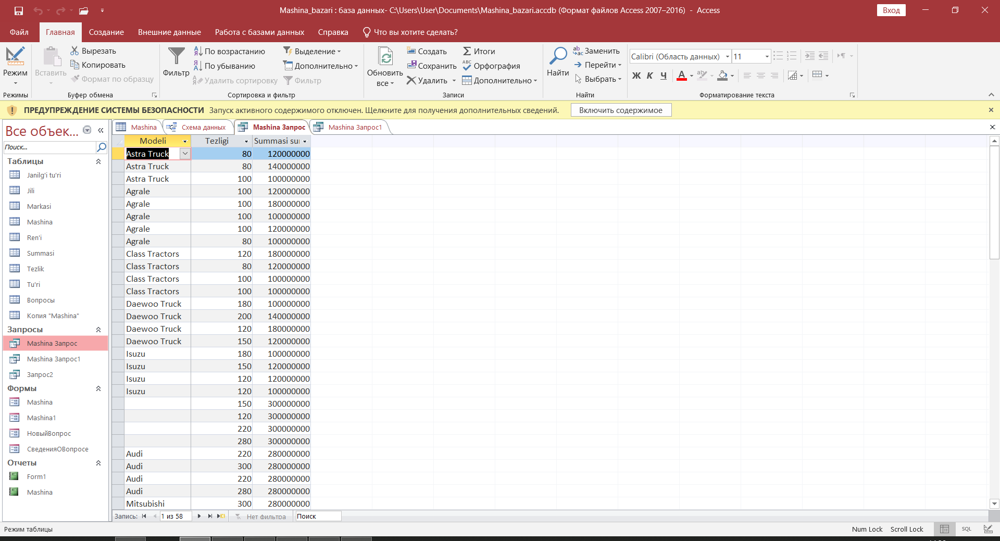 Mashina_bazari : база данных- C:\Users\User\Documents\Mashina_bazari.accdb (Формат файлов Access 2007–2016) - Access
Вход
Файл
Главная
Создание
Внешние данные
Работа с базами данных
Справка
Что вы хотите сделать?
Режим
Режимы
Вставить
Вырезать
Копировать
Формат по образцу
Буфер обмена
Фильтр
По возрастанию
По убыванию
Удалить сортировку
Выделение
Дополнительно
Фильтр
Сортировка и фильтр
Обновить все
Создать
Сохранить
Удалить
Итоги
Орфография
Дополнительно
Записи
Найти
Заменить
Перейти
Выбрать
Найти
Calibri (Область данных)
11
Ж К Ч
Форматирование текста
ПРЕДУПРЕЖДЕНИЕ СИСТЕМЫ БЕЗОПАСНОСТИ Запуск активного содержимого отключен. Щелкните для получения дополнительных сведений.
Включить содержимое
Все объек...
Поиск...
Таблицы
Janilg'i tu'ri
Jili
Markasi
Mashina
Ren'i
Summasi
Tezlik
Tu'ri
Вопросы
Копия "Mashina"
Запросы
Mashina Запрос
Mashina Запрос1
Запрос2
Формы
Mashina
Mashina1
НовыйВопрос
СведенияОВопросе
Отчеты
Form1
Mashina
Mashina
Схема данных
Mashina Запрос
Mashina Запрос1
Modeli Tezligi Summasi su
Astra Truck 80 120000000
Astra Truck 80 140000000
Astra Truck 100 100000000
Agrale 100 120000000
Agrale 100 180000000
Agrale 100 100000000
Agrale 100 120000000
Agrale 80 100000000
Class Tractors 120 180000000
Class Tractors 80 120000000
Class Tractors 100 100000000
Class Tractors 100 100000000
Daewoo Truck 180 100000000
Daewoo Truck 200 140000000
Daewoo Truck 120 180000000
Daewoo Truck 150 120000000
Isuzu 180 100000000
Isuzu 150 120000000
Isuzu 120 120000000
Isuzu 120 100000000
150 300000000
120 300000000
220 300000000
280 300000000
Audi 220 280000000
Audi 300 280000000
Audi 220 280000000
Audi 280 280000000
Mitsubishi 300 280000000
Запись: 1 из 58 Нет фильтра Поиск
Режим таблицы
Num Lock
Scroll Lock
SQL